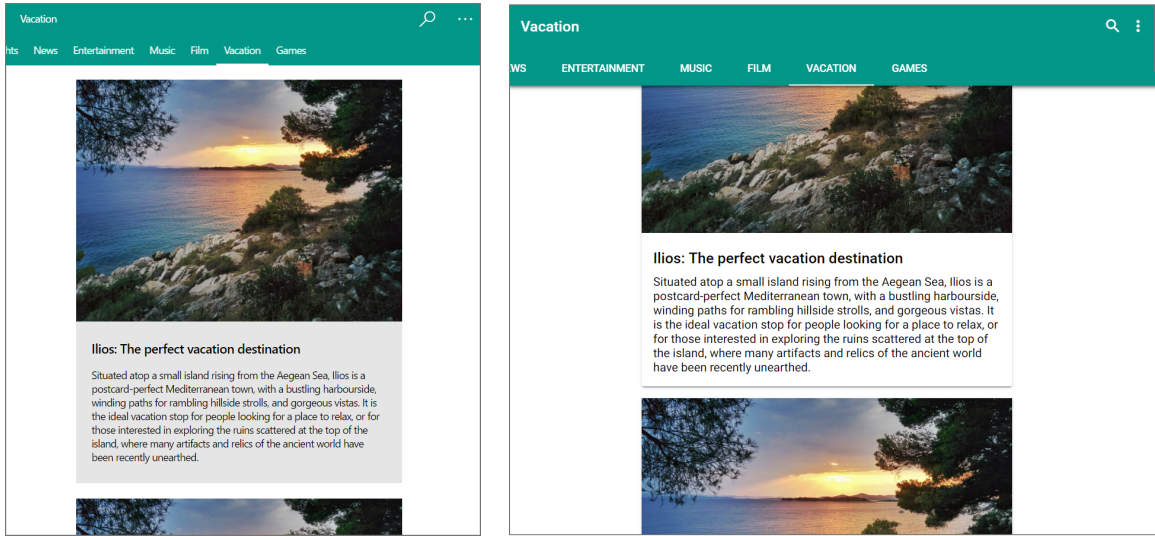 Vacation
hts News Entertainment Music Film Vacation Games
Ilios: The perfect vacation destination
Situated atop a small island rising from the Aegean Sea, Ilios is a
postcard-perfect Mediterranean town, with a bustling harbourside,
winding paths for rambling hillside strolls, and gorgeous vistas. It is
the ideal vacation stop for people looking for a place to relax, or for
those interested in exploring the ruins scattered at the top of the
island, where many artifacts and relics of the ancient world have
been recently unearthed.
Vacation
EWS ENTERTAINMENT MUSIC FILM VACATION GAMES
Ilios: The perfect vacation destination
Situated atop a small island rising from the Aegean Sea, Ilios is a
postcard-perfect Mediterranean town, with a bustling harbourside,
winding paths for rambling hillside strolls, and gorgeous vistas. It
is the ideal vacation stop for people looking for a place to relax, or
for those interested in exploring the ruins scattered at the top of
the island, where many artifacts and relics of the ancient world
have been recently unearthed.